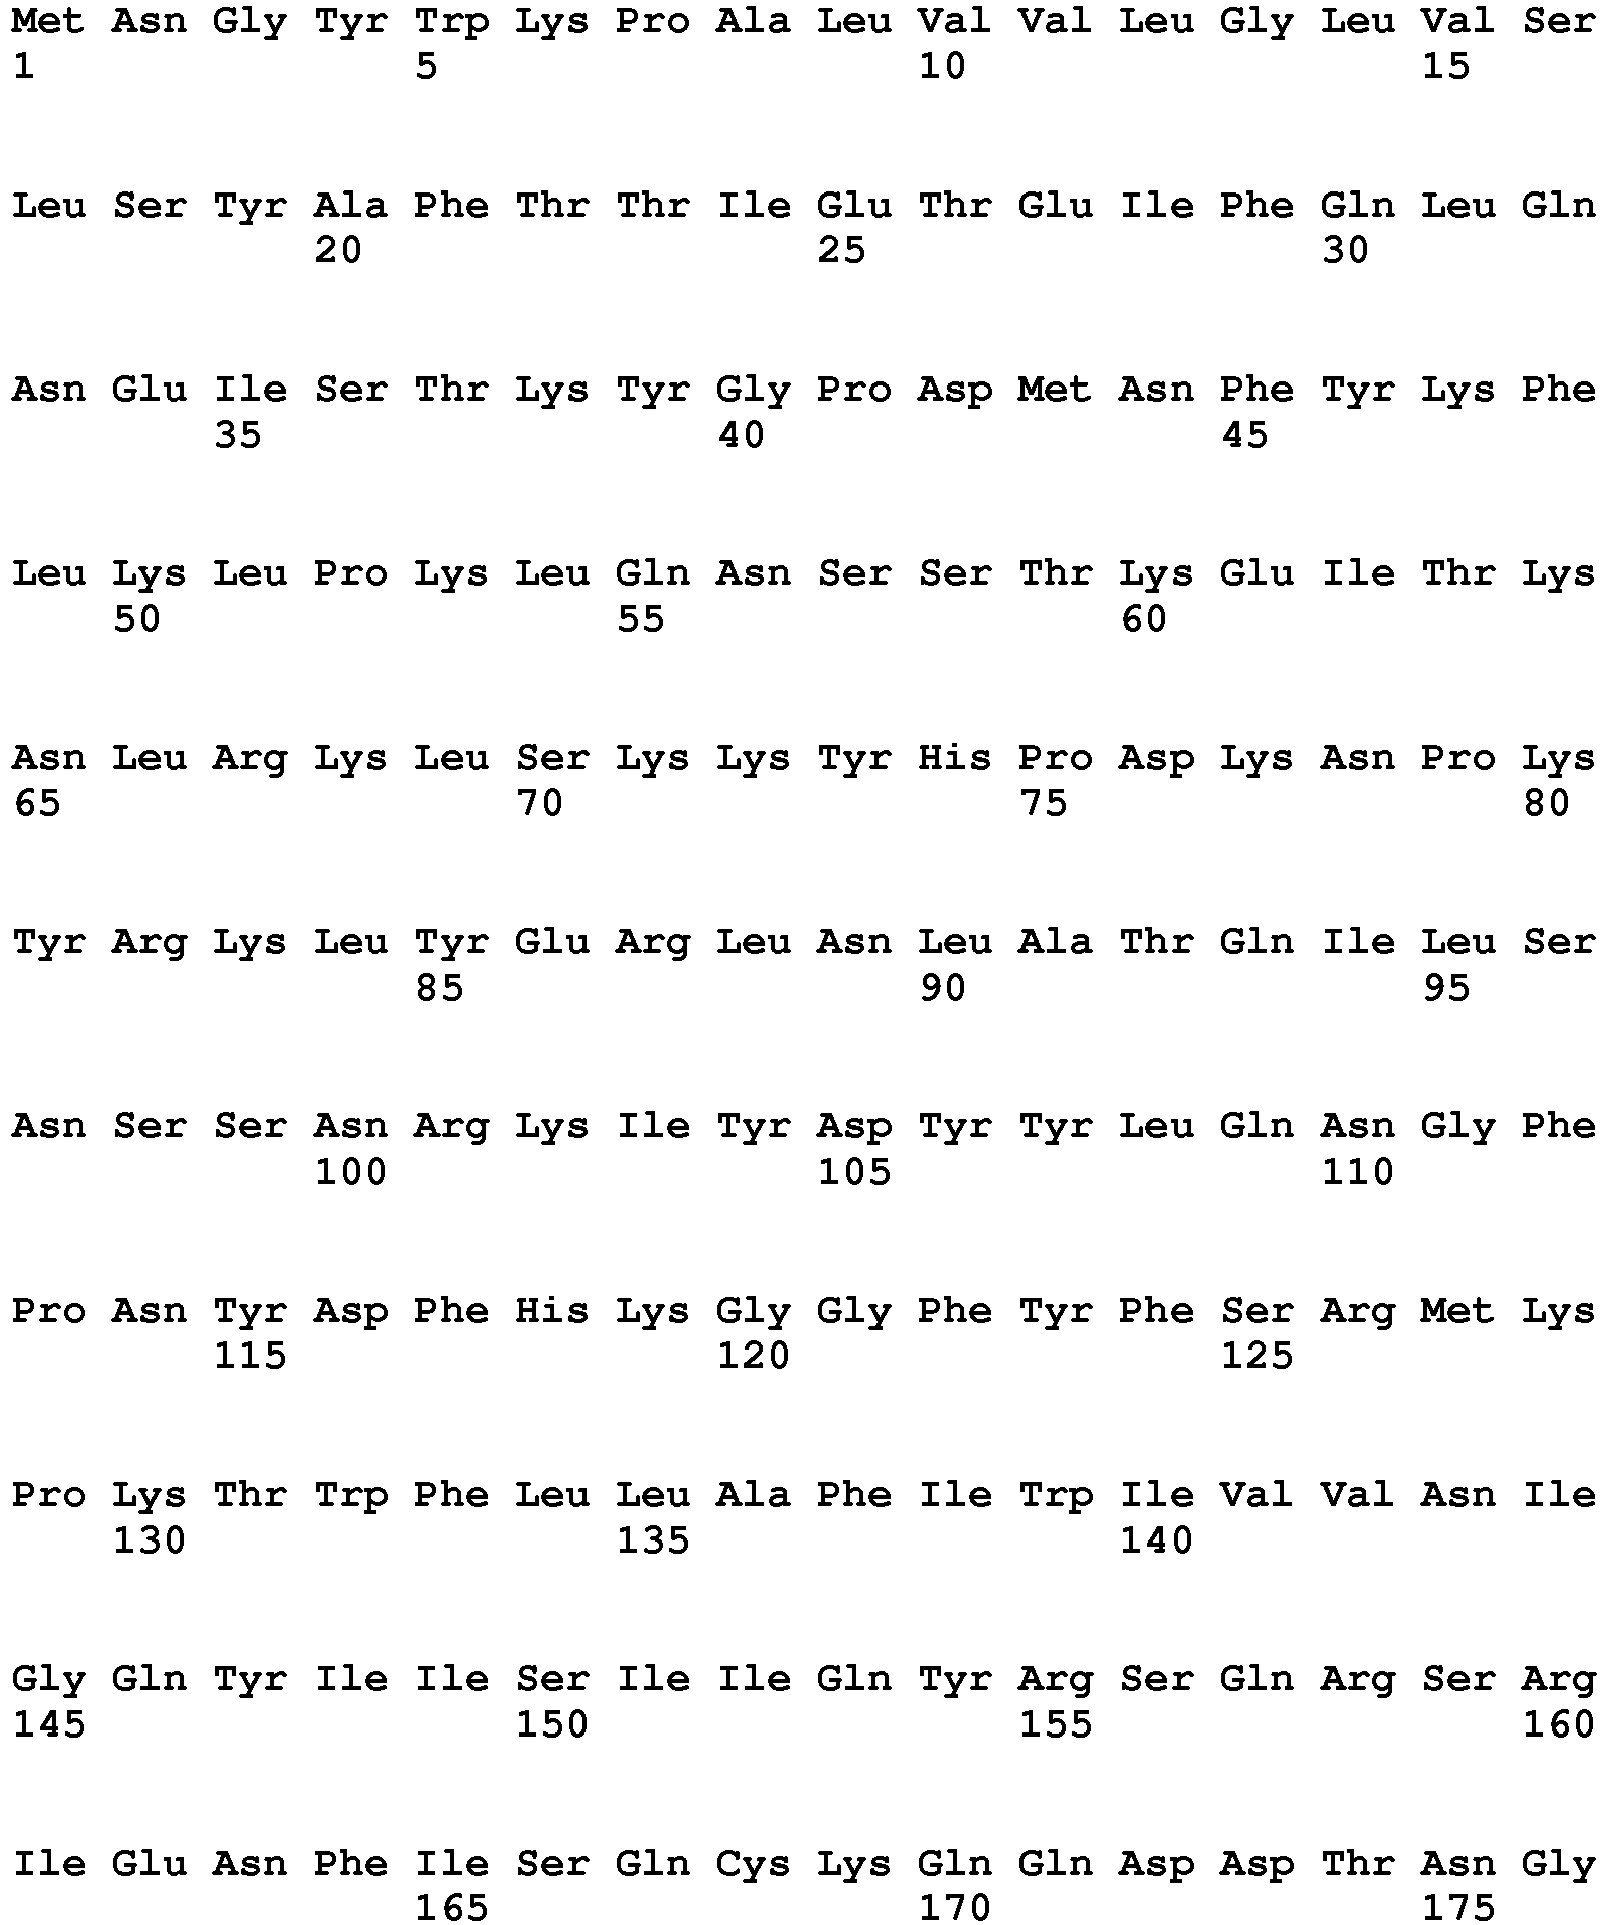 Met Asn Gly Tyr Trp Lys Pro Ala Leu Val Val Leu Gly Leu Val Ser
1 5 10 15
Leu Ser Tyr Ala Phe Thr Thr Ile Glu Thr Glu Ile Phe Gln Leu Gln
20 25 30
Asn Glu Ile Ser Thr Lys Tyr Gly Pro Asp Met Asn Phe Tyr Lys Phe
35 40 45
Leu Lys Leu Pro Lys Leu Gln Asn Ser Ser Thr Lys Glu Ile Thr Lys
50 55 60
Asn Leu Arg Lys Leu Ser Lys Lys Tyr His Pro Asp Lys Asn Pro Lys
65 70 75 80
Tyr Arg Lys Leu Tyr Glu Arg Leu Asn Leu Ala Thr Gln Ile Leu Ser
85 90 95
Asn Ser Ser Asn Arg Lys Ile Tyr Asp Tyr Tyr Leu Gln Asn Gly Phe
100 105 110
Pro Asn Tyr Asp Phe His Lys Gly Gly Phe Tyr Phe Ser Arg Met Lys
115 120 125
Pro Lys Thr Trp Phe Leu Leu Ala Phe Ile Trp Ile Val Val Asn Ile
130 135 140
Gly Gln Tyr Ile Ile Ser Ile Ile Gln Tyr Arg Ser Gln Arg Ser Arg
145 150 155 160
Ile Glu Asn Phe Ile Ser Gln Cys Lys Gln Gln Asp Asp Thr Asn Gly
165 170 175